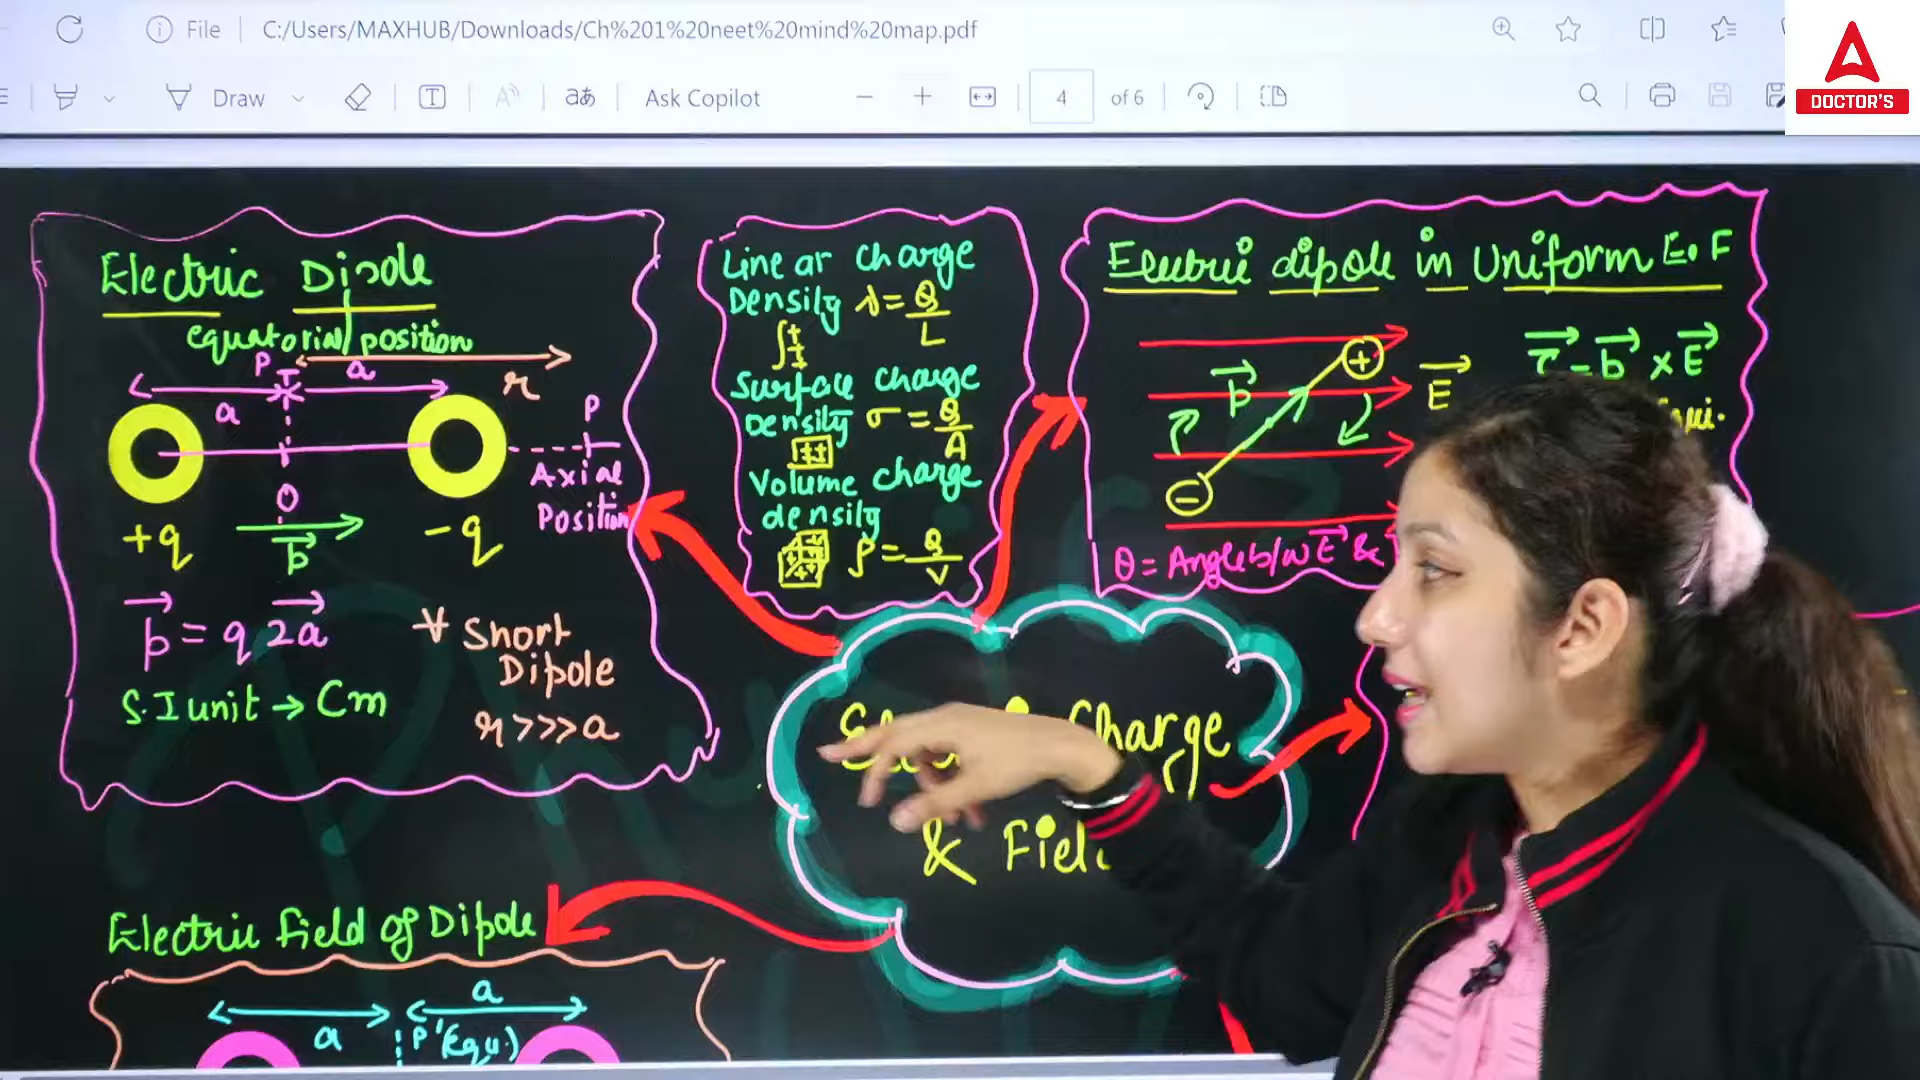 File
C:/Users/MAXHUB/Downloads/Ch%201%20neet%20mind%20map.pdf
Draw
Ask Copilot
4
of 6
DOCTOR'S
Electric Dipole
equatorial position
P
a
a
r
P
Axial
Position
O
+q
p
-q
p = q 2a
S.I unit → Cm
* Short
Dipole
r>>>a
Linear Charge
Density λ = Q/L
Surface charge
Density σ = Q/A
Volume charge
density
ρ = Q/V
Electric dipole in Uniform E.F
p
+
E
-
τ = p × E
θ = Angle b/w E &
Charge
& Fiel
Electric Field of Dipole
a
a
P'(equ.)